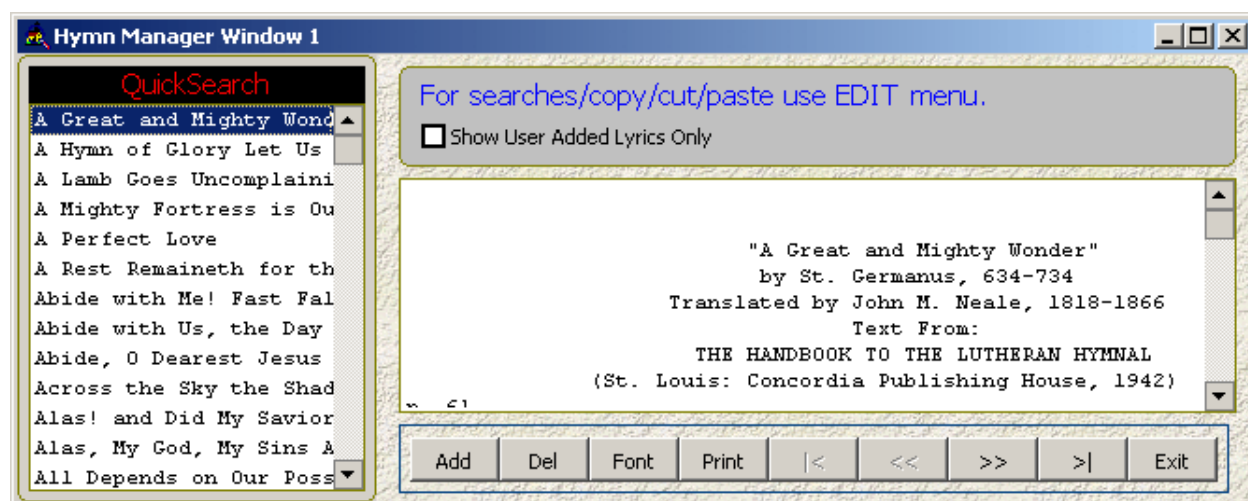 Hymn Manager Window 1
QuickSearch
A Great and Mighty Wond
A Hymn of Glory Let Us
A Lamb Goes Uncomplaini
A Mighty Fortress is Ou
A Perfect Love
A Rest Remaineth for th
Abide with Me! Fast Fal
Abide with Us, the Day
Abide, O Dearest Jesus
Across the Sky the Shad
Alas! and Did My Savior
Alas, My God, My Sins A
All Depends on Our Poss
For searches/copy/cut/paste use EDIT menu.
Show User Added Lyrics Only
"A Great and Mighty Wonder"
by St. Germanus, 634-734
Translated by John M. Neale, 1818-1866
Text From:
THE HANDBOOK TO THE LUTHERAN HYMNAL
(St. Louis: Concordia Publishing House, 1942)
Add Del Font Print |< << >> >| Exit